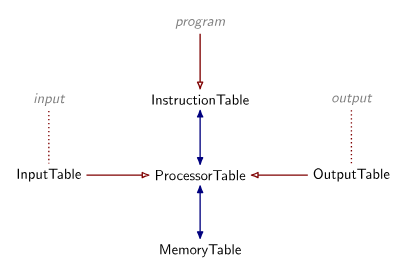 program
InstructionTable
input
output
InputTable
ProcessorTable
OutputTable
MemoryTable